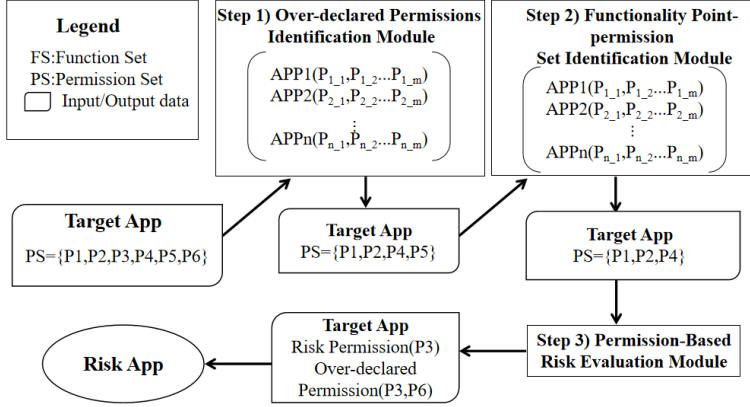 Legend
FS:Function Set
PS:Permission Set
Input/Output data
Step 1) Over-declared Permissions
Identification Module
APP1(P1_1,P1_2...P1_m)
APP2(P2_1,P2_2...P2_m)
⋮
APPn(Pn_1,Pn_2...Pn_m)
Step 2) Functionality Point-
permission
Set Identification Module
APP1(P1_1,P1_2...P1_m)
APP2(P2_1,P2_2...P2_m)
⋮
APPn(Pn_1,Pn_2...Pn_m)
Target App
PS={P1,P2,P3,P4,P5,P6}
Target App
PS={P1,P2,P4,P5}
Target App
PS={P1,P2,P4}
Step 3) Permission-Based
Risk Evaluation Module
Target App
Risk Permission(P3)
Over-declared
Permission(P3,P6)
Risk App